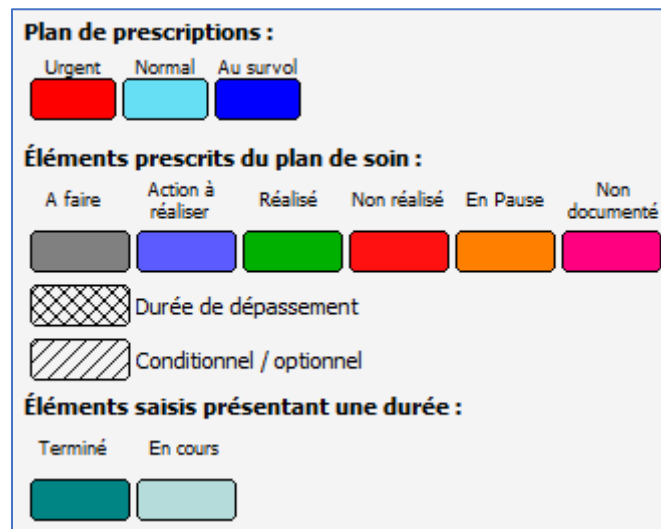 Plan de prescriptions :
Urgent Normal Au survol
Éléments prescrits du plan de soin :
A faire Action à réaliser Réalisé Non réalisé En Pause Non documenté
Durée de dépassement
Conditionnel / optionnel
Éléments saisis présentant une durée :
Terminé En cours